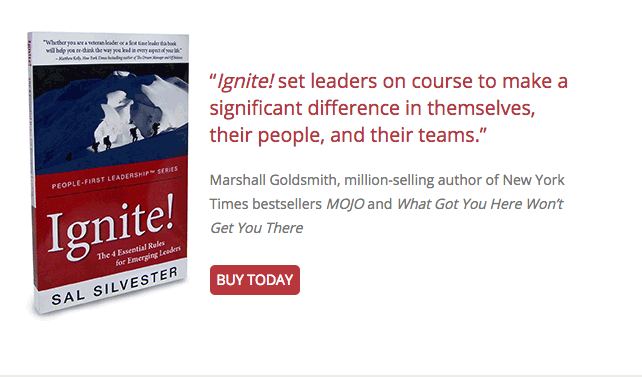 "Whether you are a veteran leader or a first time leader this book
will help re-think the way you lead in every aspect of your life."
– Matthew Kelly, New York Times bestselling author of The Dream Manager and Off Balance
PEOPLE-FIRST LEADERSHIP™ SERIES
Ignite!
The 4 Essential Rules
for Emerging Leaders
SAL SILVESTER
“Ignite! set leaders on course to make a
significant difference in themselves,
their people, and their teams.”
Marshall Goldsmith, million-selling author of New York
Times bestsellers MOJO and What Got You Here Won’t
Get You There
BUY TODAY